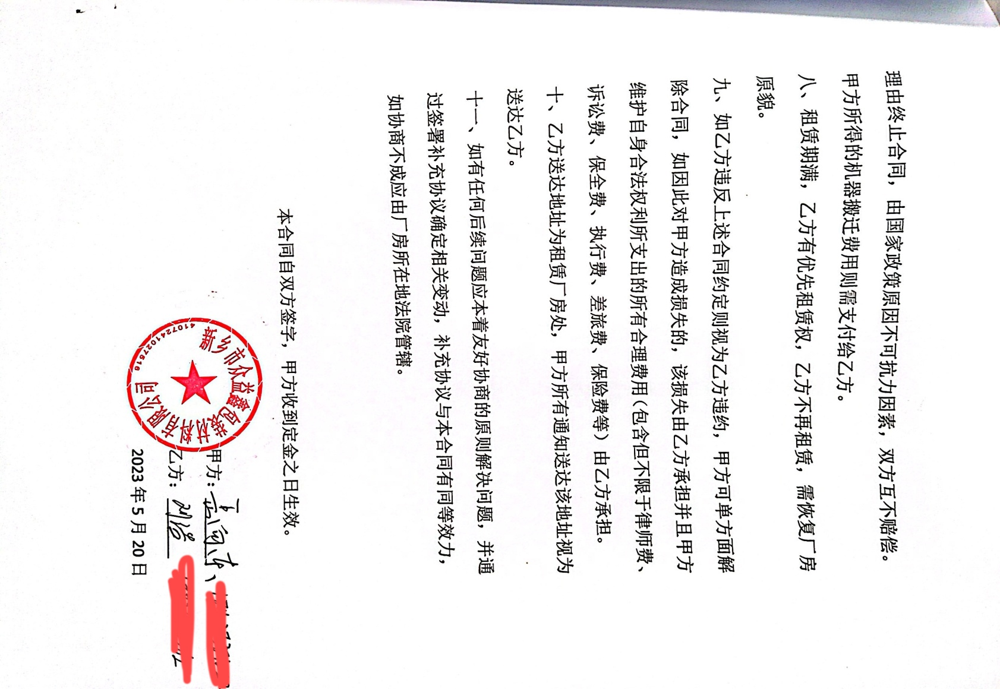 理由终止合同，由国家政策原因不可抗力因素，双方互不赔偿。
甲方所得的机器搬迁费用则需支付给乙方。
八、租赁期满，乙方有优先租赁权，乙方不再租赁，需恢复厂房
原貌。
九、如乙方违反上述合同约定则视为乙方违约，甲方可单方面解
除合同，如因此对甲方造成损失的，该损失由乙方承担并且甲方
维护自身合法权利所支出的所有合理费用（包含但不限于律师费、
诉讼费、保全费、执行费、差旅费、保险费等）由乙方承担。
十、乙方送达地址为租赁厂房处，甲方所有通知送达该地址视为
送达乙方。
十一、如有任何后续问题应本着友好协商的原则解决问题，并通
过签署补充协议确定相关变动，补充协议与本合同有同等效力，
如协商不成应由厂房所在地法院管辖。
本合同自双方签字，甲方收到定金之日生效。
新乡市众益鑫包装材料有限公司
4107241027516
甲方：
乙方：
2023 年 5 月 20 日